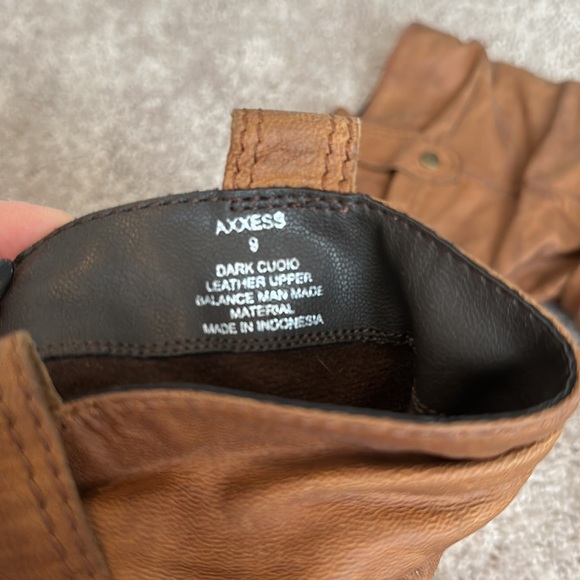 AXXESS
9
DARK CUOIO
LEATHER UPPER
BALANCE MAN MADE
MATERIAL
MADE IN INDONESIA